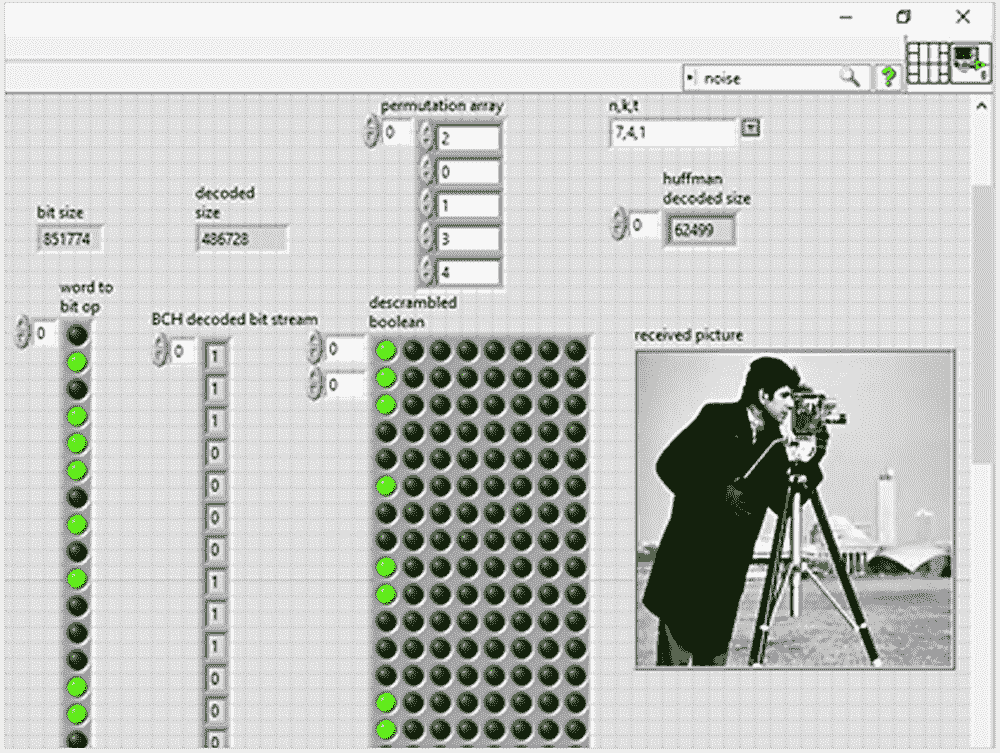 noise
permutation array
0
2
0
1
3
4
n,k,t
7,4,1
huffman
decoded size
0
62499
bit size
851774
decoded
size
486728
word to
bit op
0
BCH decoded bit stream
0
1
1
1
0
0
0
0
1
1
1
0
0
0
descrambled
boolean
0
0
received picture